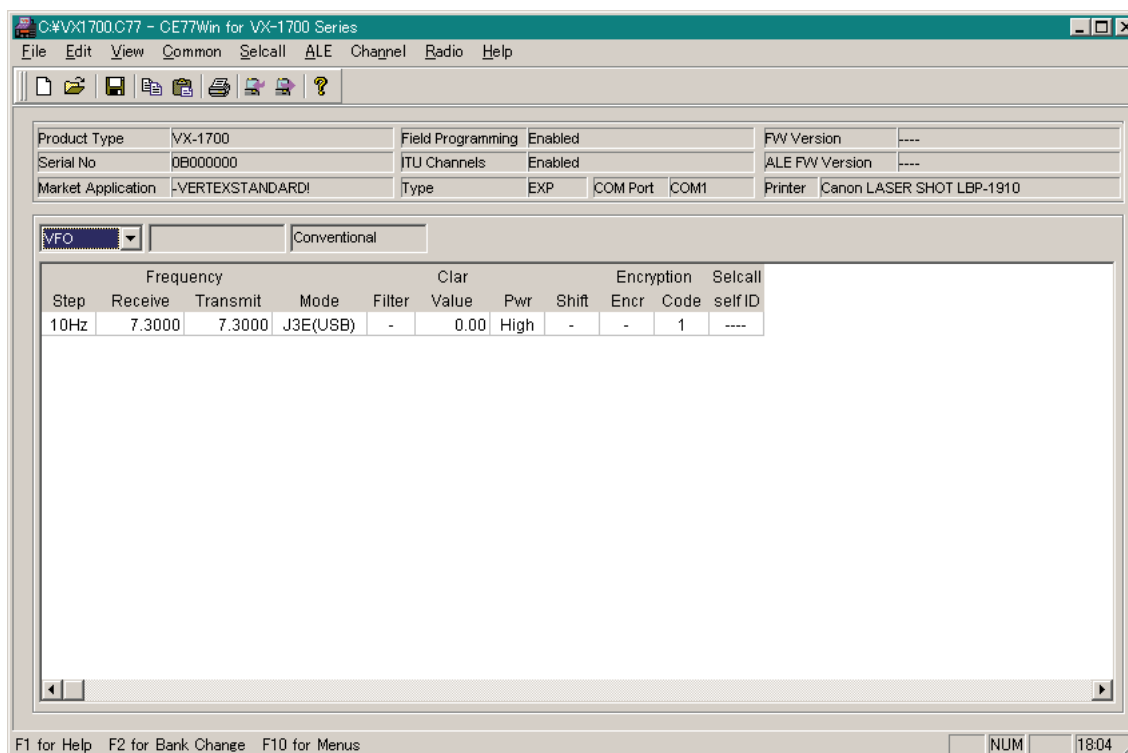 C:¥VX1700.C77 - CE77Win for VX-1700 Series
File Edit View Common Selcall ALE Channel Radio Help
Product Type VX-1700 Field Programming Enabled FW Version ----
Serial No 0B000000 ITU Channels Enabled ALE FW Version ----
Market Application -VERTEXSTANDARD! Type EXP COM Port COM1 Printer Canon LASER SHOT LBP-1910
VFO Conventional
Frequency Clar Encryption Selcall
Step Receive Transmit Mode Filter Value Pwr Shift Encr Code self ID
10Hz 7.3000 7.3000 J3E(USB) - 0.00 High - - 1 ----
F1 for Help F2 for Bank Change F10 for Menus NUM 18:04